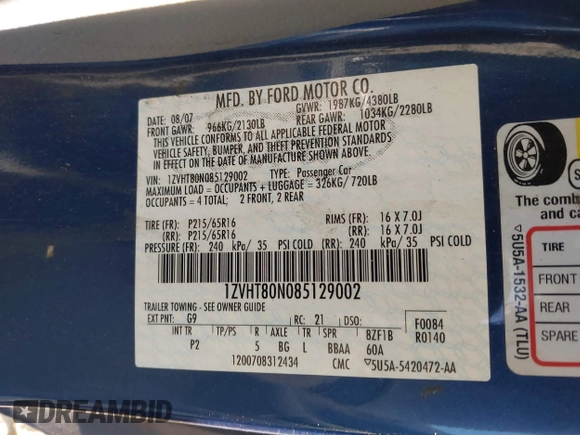 MFD. BY FORD MOTOR CO.
DATE: 08/07
GVWR: 1987KG/4380LB
FRONT GAWR: 966KG/2130LB
REAR GAWR: 1034KG/2280LB
THIS VEHICLE CONFORMS TO ALL APPLICABLE FEDERAL MOTOR
VEHICLE SAFETY, BUMPER, AND THEFT PREVENTION STANDARDS
IN EFFECT ON THE DATE OF MANUFACTURE SHOWN ABOVE.
VIN: 1ZVHT80N085129002 TYPE: Passenger Car
MAXIMUM LOAD = OCCUPANTS + LUGGAGE = 326KG/720LB
OCCUPANTS = 4 TOTAL; 2 FRONT, 2 REAR
TIRE (FR): P215/65R16 RIMS (FR): 16 X 7.0J
(RR): P215/65R16 (RR): 16 X 7.0J
PRESSURE (FR): 240 kPa/ 35 PSI COLD (RR): 240 kPa/ 35 PSI COLD
1ZVHT80N085129002
TRAILER TOWING - SEE OWNER GUIDE
EXT PNT: G9 RC: 21 DSO: F0084
R0140
INT TR TP/PS R AXLE TR SPR 8ZF1B
P2 5 BG L BBAA 60A
1200708312434 CMC ▽5U5A-5420472-AA
▽5U5A-1532-AA (TLU)
S
The comb
and ca
TIRE
FRONT
REAR
SPARE
DREAMBID